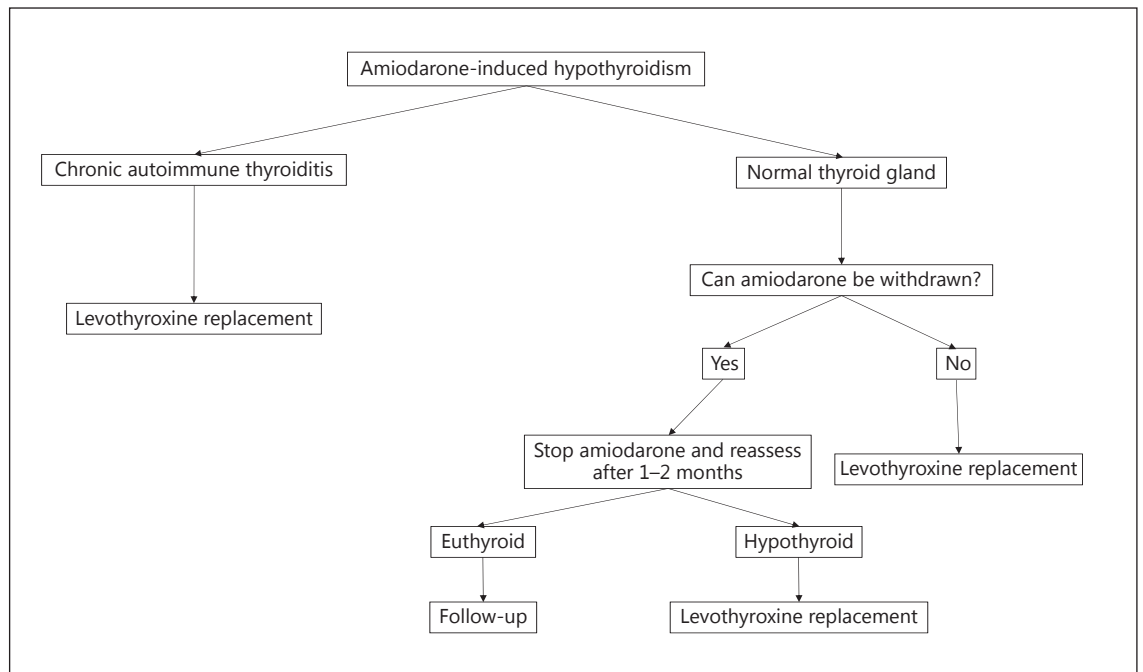 Amiodarone-induced hypothyroidism
Chronic autoimmune thyroiditis
Normal thyroid gland
Can amiodarone be withdrawn?
Levothyroxine replacement
Yes
No
Stop amiodarone and reassess
after 1–2 months
Levothyroxine replacement
Euthyroid
Hypothyroid
Follow-up
Levothyroxine replacement